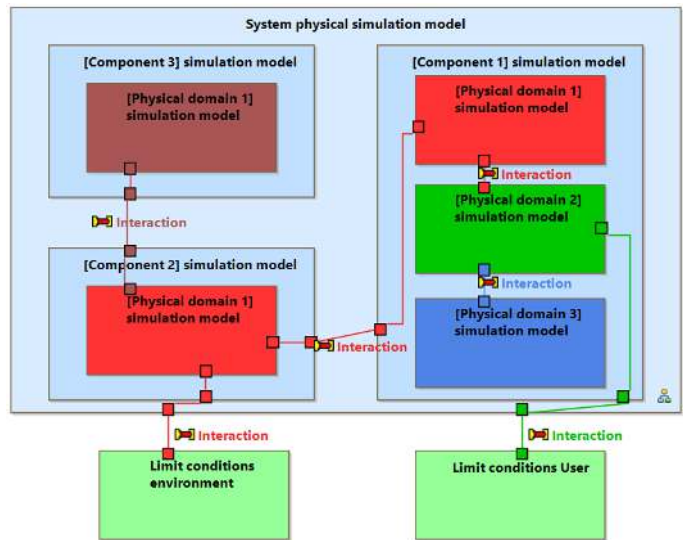 System physical simulation model
[Component 3] simulation model
[Physical domain 1]
simulation model
Interaction
[Component 2] simulation model
[Physical domain 1]
simulation model
Interaction
[Component 1] simulation model
[Physical domain 1]
simulation model
Interaction
[Physical domain 2]
simulation model
Interaction
[Physical domain 3]
simulation model
Interaction
Limit conditions
environment
Interaction
Limit conditions User